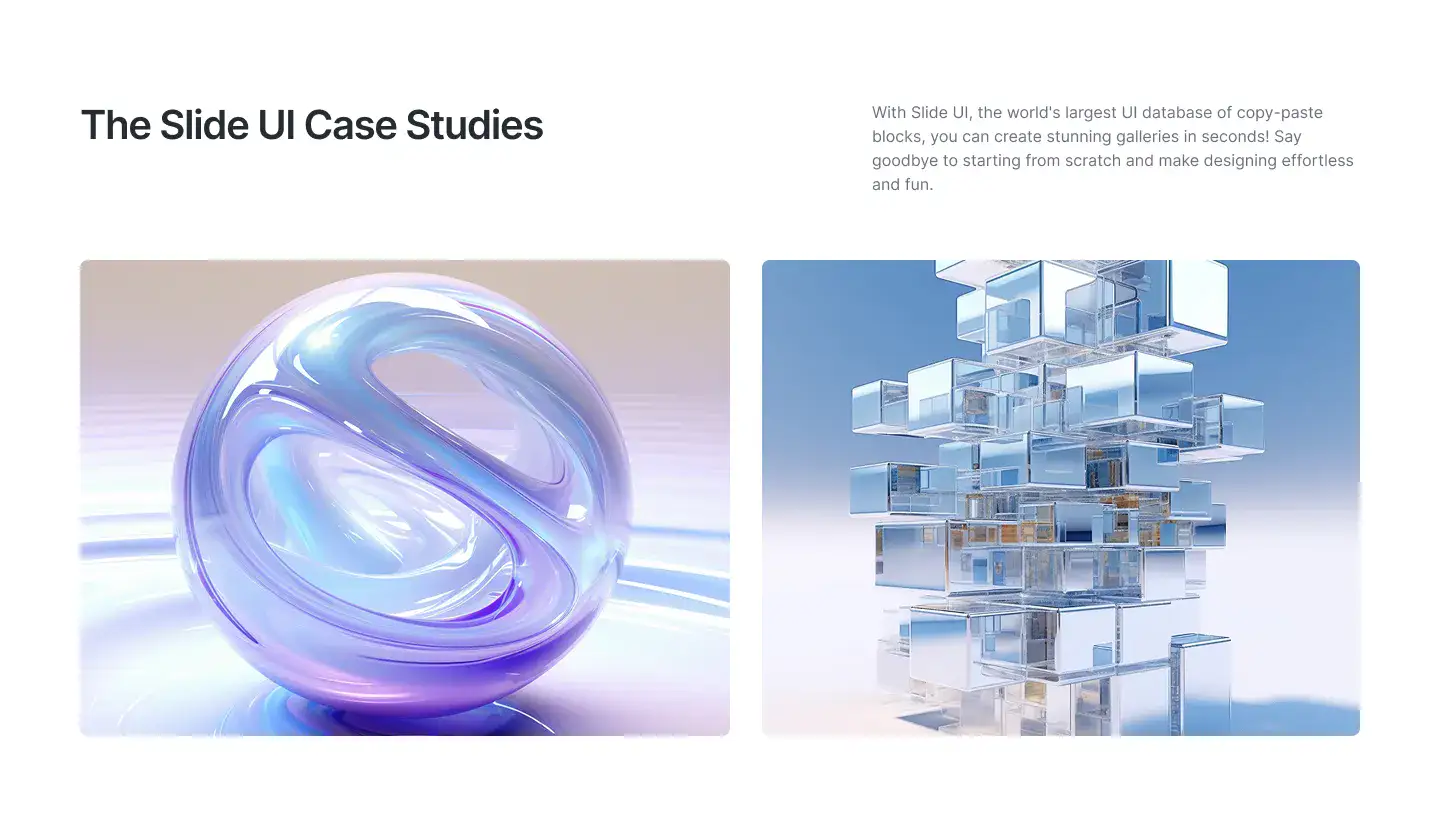 The Slide UI Case Studies
With Slide UI, the world's largest UI database of copy-paste
blocks, you can create stunning galleries in seconds! Say
goodbye to starting from scratch and make designing effortless
and fun.